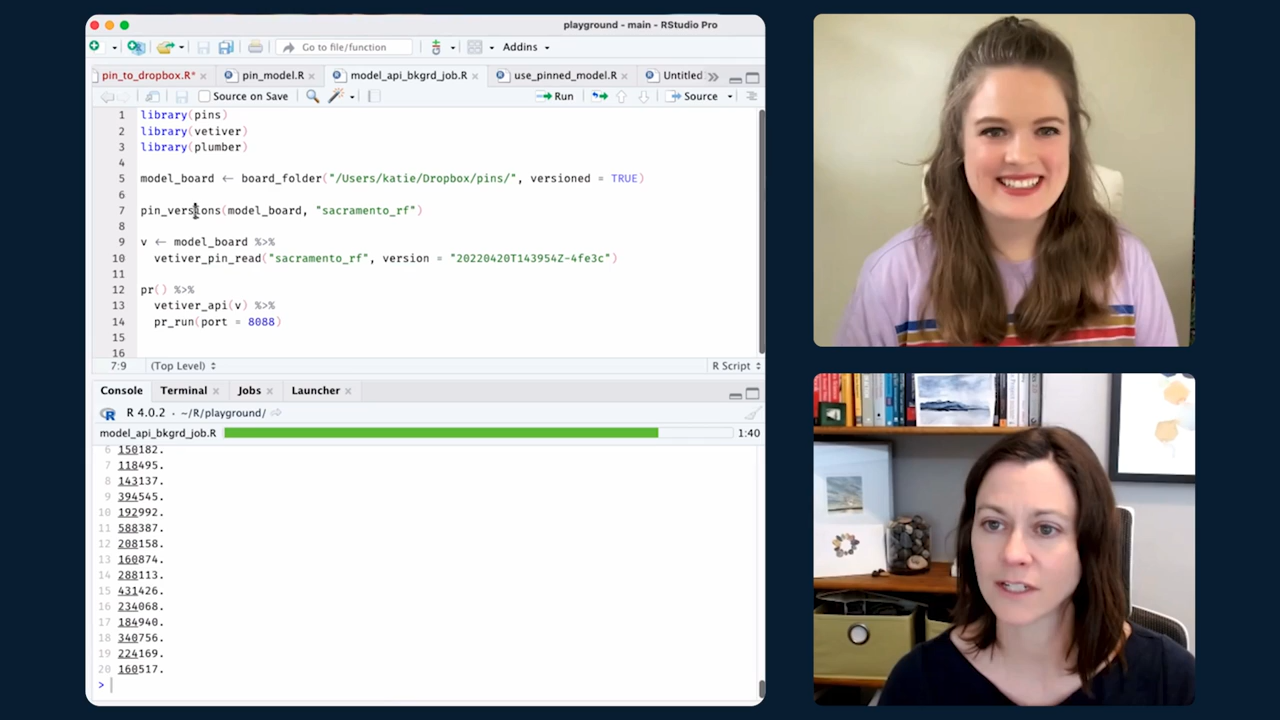 playground - main - RStudio Pro
Go to file/function
Addins
pin_to_dropbox.R*
pin_model.R
model_api_bkgrd_job.R
use_pinned_model.R
Untitled
Source on Save
Run
Source
1 library(pins)
2 library(vetiver)
3 library(plumber)
4
5 model_board <- board_folder("/Users/katie/Dropbox/pins/", versioned = TRUE)
6
7 pin_versions(model_board, "sacramento_rf")
8
9 v <- model_board %>%
10 vetiver_pin_read("sacramento_rf", version = "20220420T143954Z-4fe3c")
11
12 pr() %>%
13 vetiver_api(v) %>%
14 pr_run(port = 8088)
15
16
7:9 (Top Level) R Script
Console Terminal Jobs Launcher
R 4.0.2 · ~/R/playground/
model_api_bkgrd_job.R 1:40
6 150182.
7 118495.
8 143137.
9 394545.
10 192992.
11 588387.
12 208158.
13 160874.
14 288113.
15 431426.
16 234068.
17 184940.
18 340756.
19 224169.
20 160517.
>